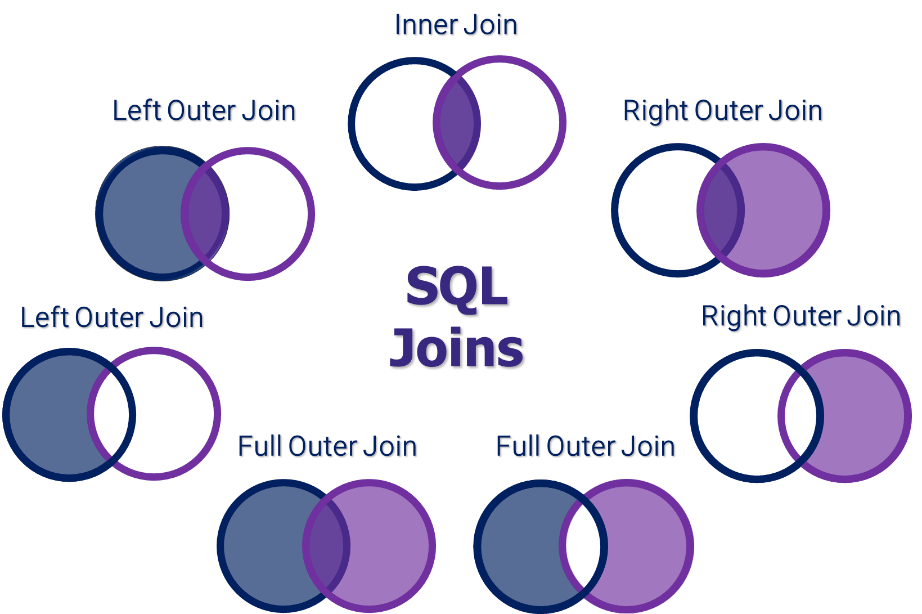 Inner Join
Left Outer Join
Right Outer Join
SQL
Joins
Left Outer Join
Right Outer Join
Full Outer Join
Full Outer Join